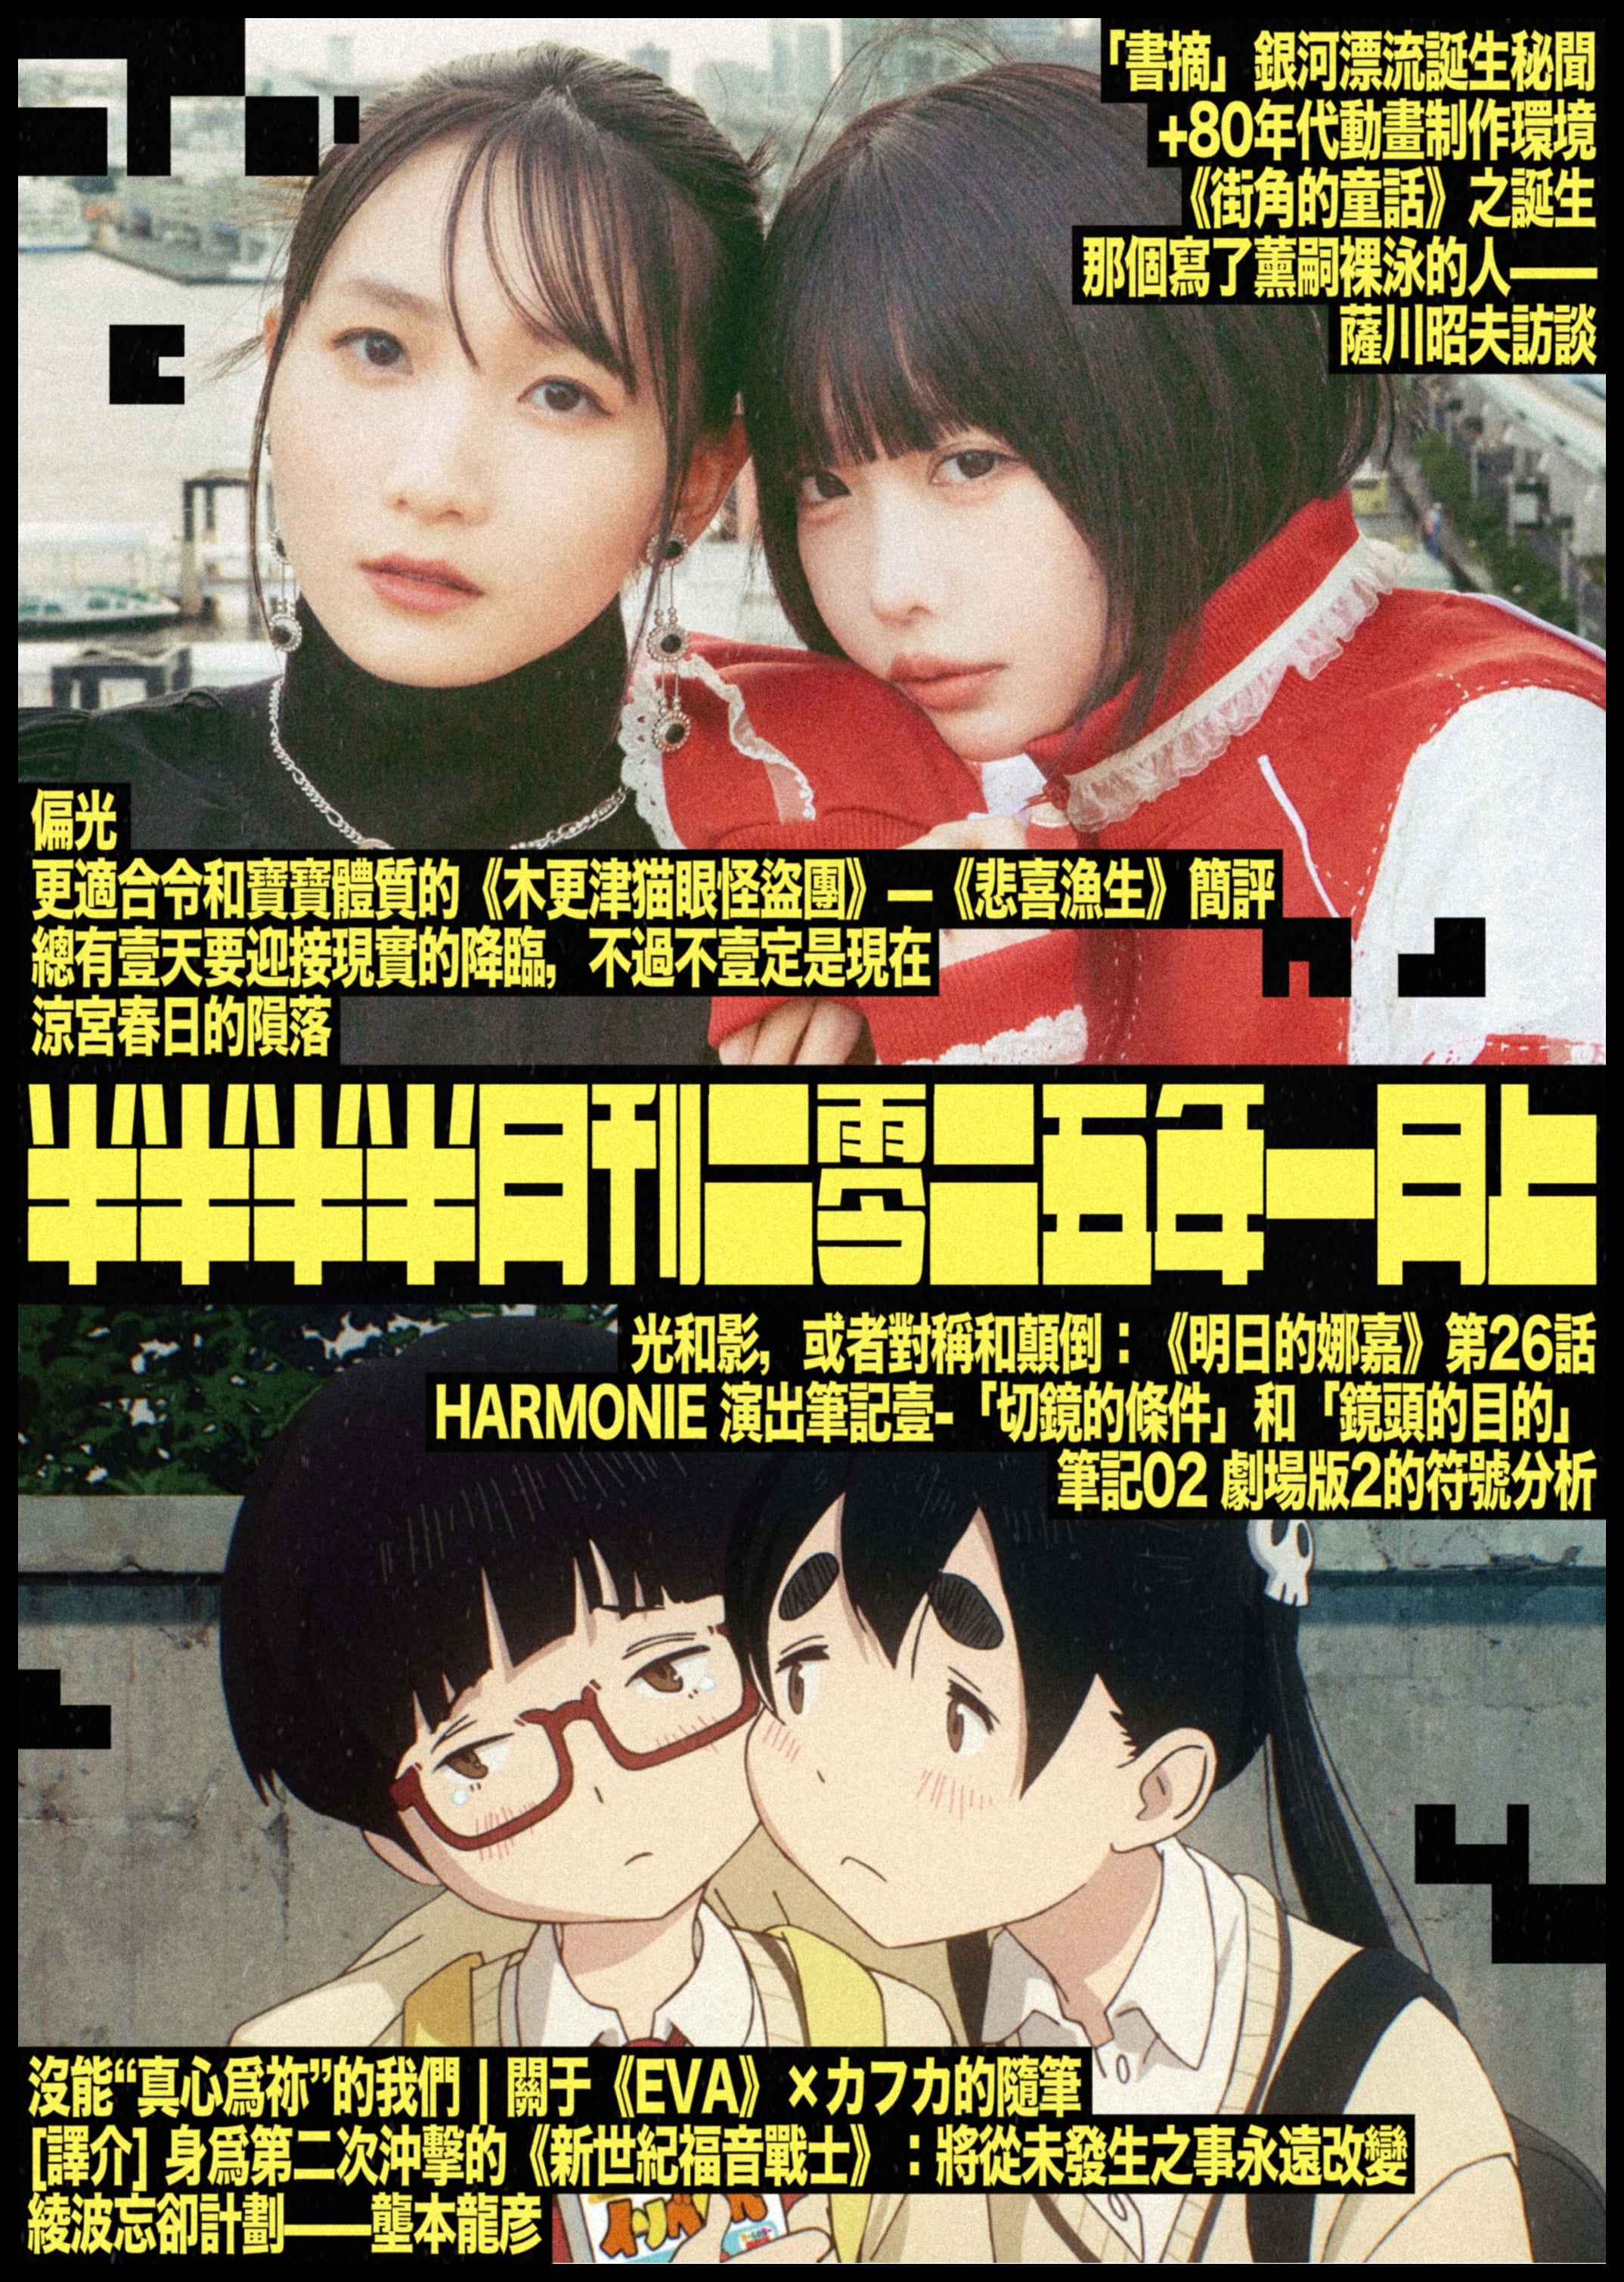 「書摘」銀河漂流誕生秘聞
+80年代動畫制作環境
《街角的童話》之誕生
那個寫了薰嗣裸泳的人——
薩川昭夫訪談
偏光
更適合令和寶寶體質的《木更津猫眼怪盜團》—《悲喜漁生》簡評
總有壹天要迎接現實的降臨，不過不壹定是現在
涼宮春日的隕落
半半半半月刊二零二五年一月上
光和影，或者對稱和顛倒：《明日的娜嘉》第26話
HARMONIE 演出筆記壹-「切鏡的條件」和「鏡頭的目的」
筆記02 劇場版2的符號分析
沒能“真心爲祢”的我們 | 關于《EVA》×カフカ的隨筆
[譯介] 身爲第二次沖擊的《新世紀福音戰士》：將從未發生之事永遠改變
綾波忘卻計劃——壟本龍彦